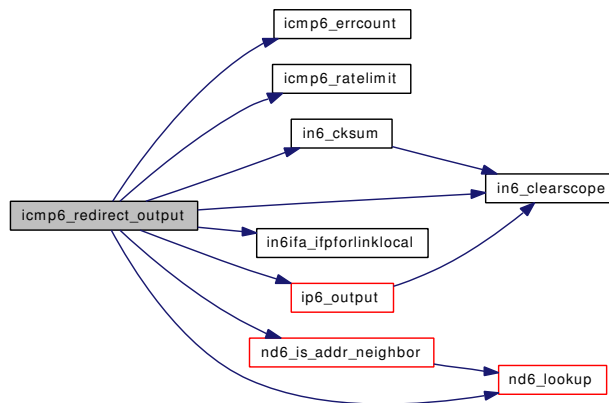 icmp6_errcount
icmp6_ratelimit
in6_cksum
in6_clearscope
icmp6_redirect_output
in6ifa_ifpforlinklocal
ip6_output
nd6_is_addr_neighbor
nd6_lookup